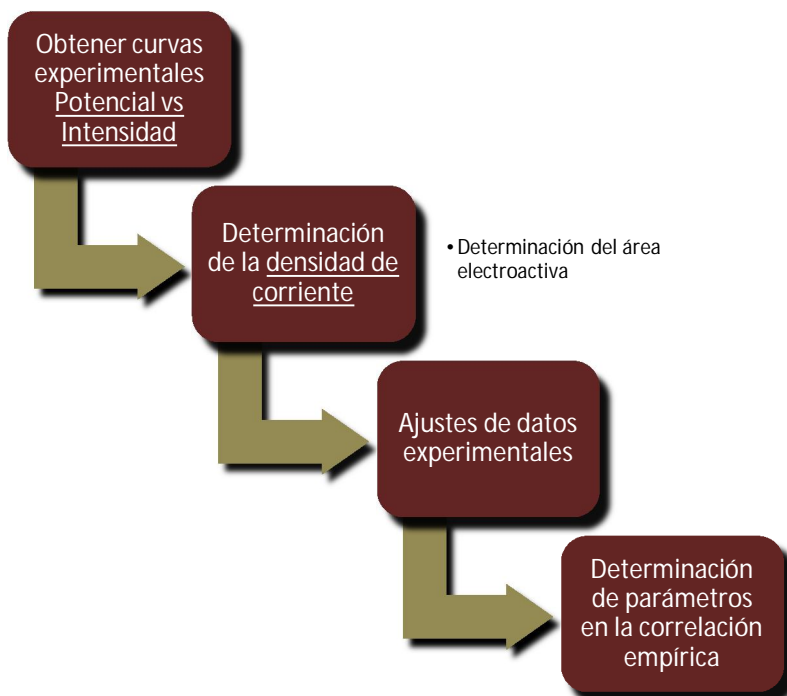 Obtener curvas
experimentales
Potencial vs
Intensidad
Determinación
de la densidad de
corriente
• Determinación del área
electroactiva
Ajustes de datos
experimentales
Determinación
de parámetros
en la correlación
empírica